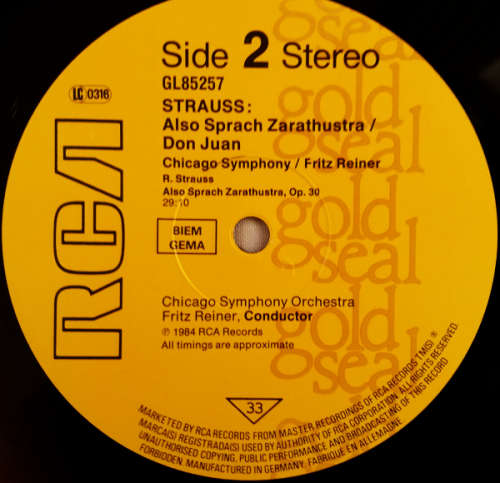 Side 2 Stereo
GL85257
LC 0316
STRAUSS:
Also Sprach Zarathustra /
Don Juan
Chicago Symphony / Fritz Reiner
R. Strauss
Also Sprach Zarathustra, Op. 30
BIEM
GEMA
RCA
gold
seal
gold
seal
gold
seal
Chicago Symphony Orchestra
Fritz Reiner, Conductor
℗ 1984 RCA Records
All timings are approximate
33
MARKETED BY RCA RECORDS FROM MASTER RECORDINGS OF RCA RECORDS TM(S) ®
MARCA(S) REGISTRADA(S) USED BY AUTHORITY OF RCA CORPORATION. ALL RIGHTS RESERVED.
UNAUTHORISED COPYING, PUBLIC PERFORMANCE AND BROADCASTING OF THIS RECORD
FORBIDDEN. MANUFACTURED IN GERMANY. FABRIQUE EN ALLEMAGNE